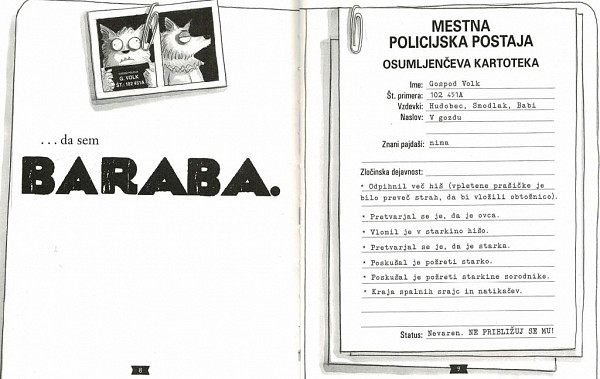 G. VOLK
ŠT.: 102 451A
...da sem
BARABA.
8
MESTNA
POLICIJSKA POSTAJA
OSUMLJENČEVA KARTOTEKA
Ime: Gospod Volk
Št. primera: 102 451A
Vzdevki: Hudobec, Smodlak, Babi
Naslov: V gozdu
Znani pajdaši: nima
Zločinska dejavnost:
* Odpihnil več hiš (vpletene prašičke je
bilo preveč strah, da bi vložili obtožnico).
* Pretvarjal se je, da je ovca.
* Vlomil je v starkino hišo.
* Pretvarjal se je, da je starka.
* Poskušal je požreti starko.
* Poskušal je požreti starkine sorodnike.
* Kraja spalnih srajc in natikačev.
Status: Nevaren. NE PRIBLIŽUJ SE MU!
9